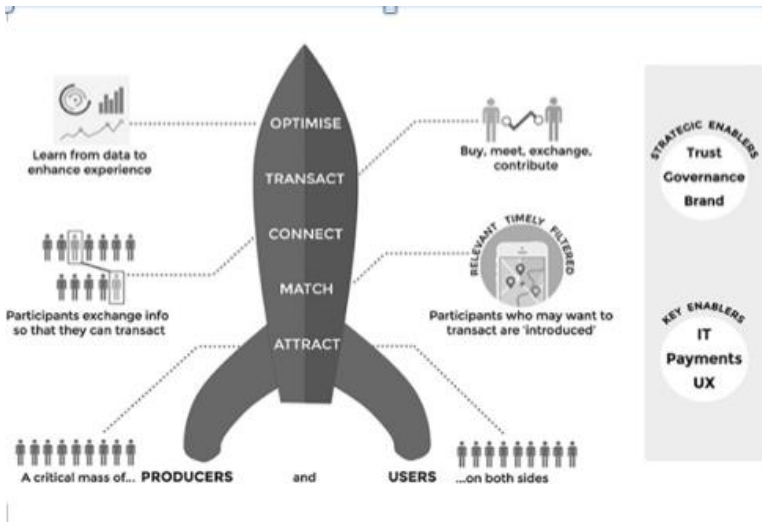 OPTIMISE
Learn from data to
enhance experience
TRANSACT
Buy, meet, exchange,
contribute
CONNECT
Participants exchange info
so that they can transact
MATCH
RELEVANT TIMELY FILTERED
Participants who may want to
transact are 'introduced'
ATTRACT
A critical mass of... PRODUCERS and USERS ...on both sides
STRATEGIC ENABLERS
Trust
Governance
Brand
KEY ENABLERS
IT
Payments
UX